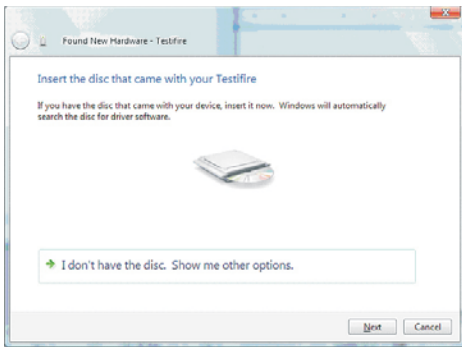 Found New Hardware - Testifire
Insert the disc that came with your Testifire
If you have the disc that came with your device, insert it now. Windows will automatically
search the disc for driver software.
I don't have the disc. Show me other options.
Next
Cancel